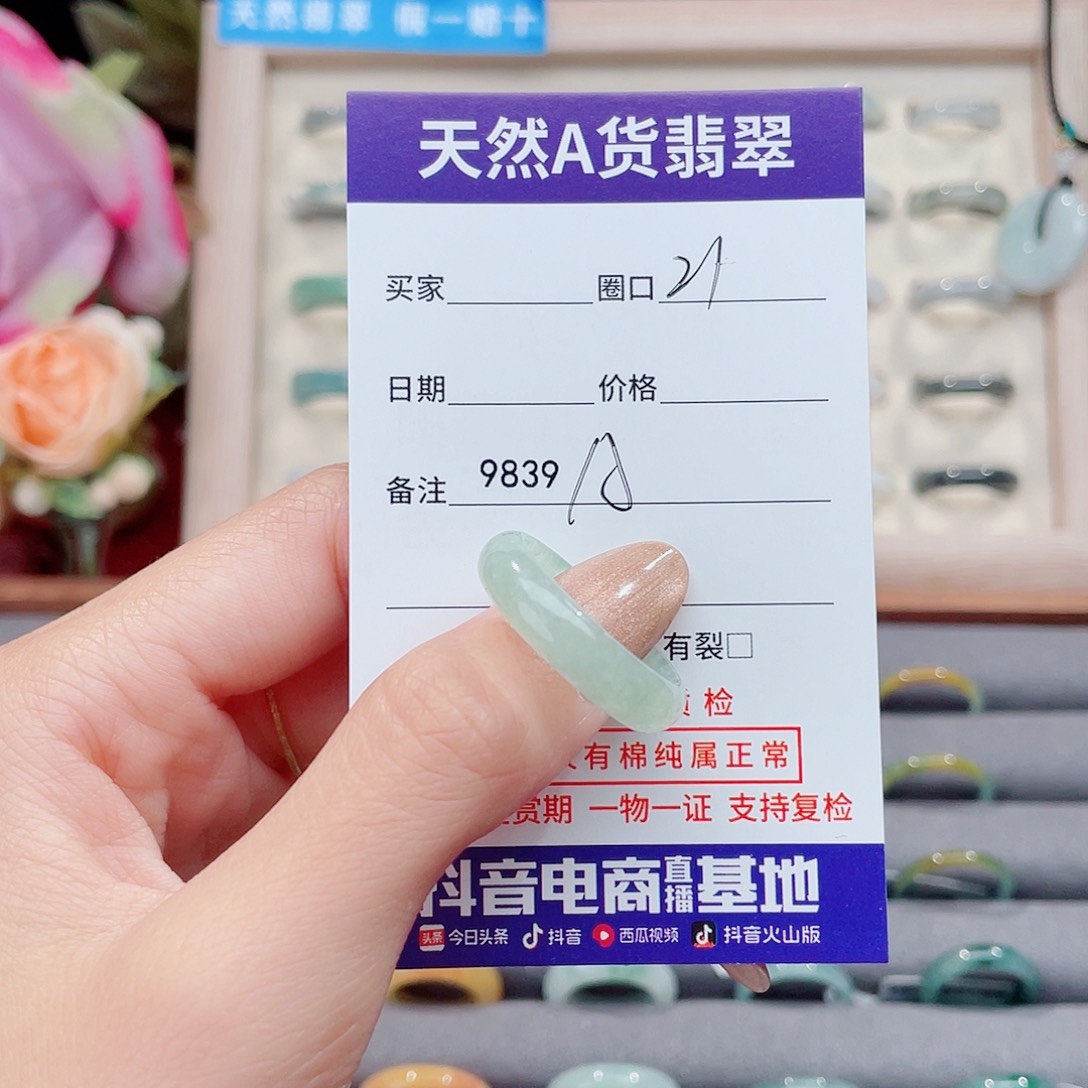 天然翡翠 假一赔十
天然A货翡翠
买家 圈口
日期 价格
备注 9839 A
有裂□
质检
有棉纯属正常
赏期 一物一证 支持复检
抖音电商直播基地
头条 今日头条 抖音 西瓜视频 抖音火山版